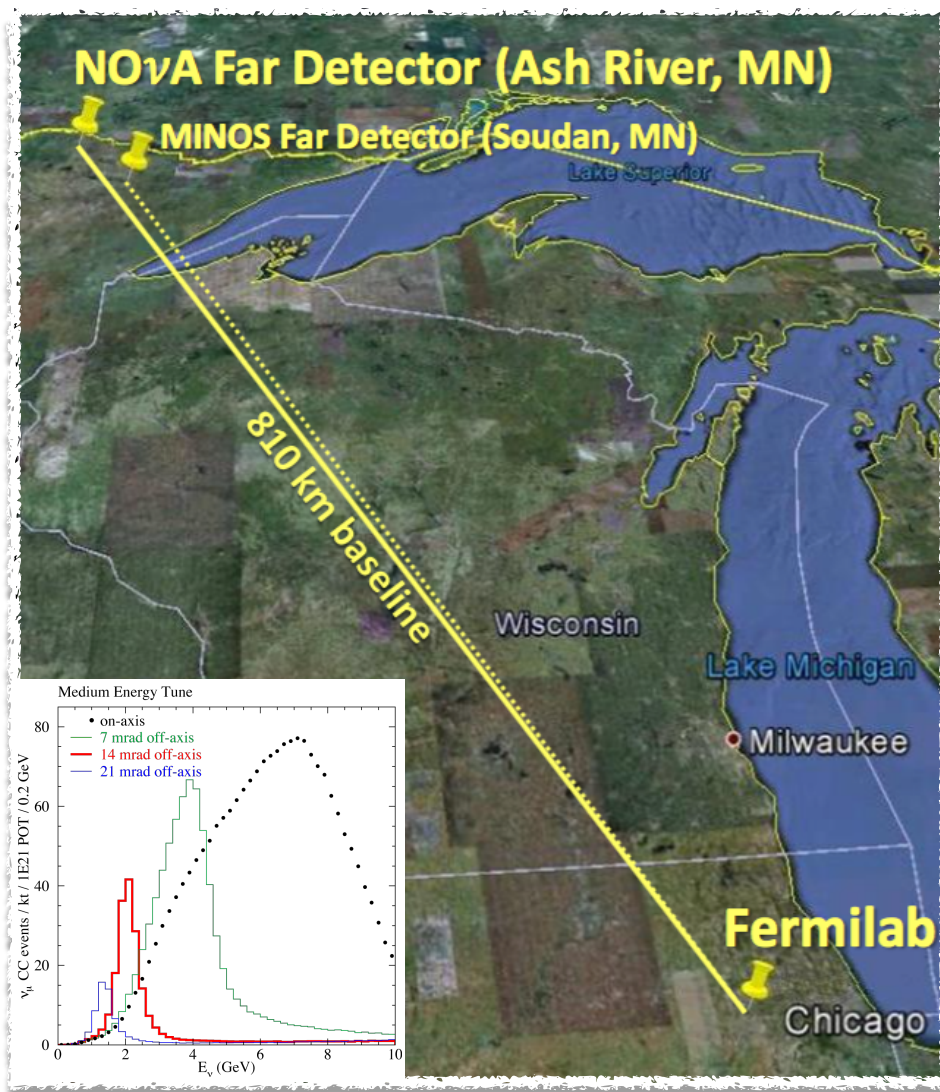 NOνA Far Detector (Ash River, MN)
MINOS Far Detector (Soudan, MN)
Lake Superior
810 km baseline
Wisconsin
Lake Michigan
Milwaukee
Fermilab
Chicago
Medium Energy Tune
on-axis
7 mrad off-axis
14 mrad off-axis
21 mrad off-axis
νμ CC events / kt / 1E21 POT / 0.2 GeV
80
60
40
20
0
0 2 4 6 8 10
Eν (GeV)